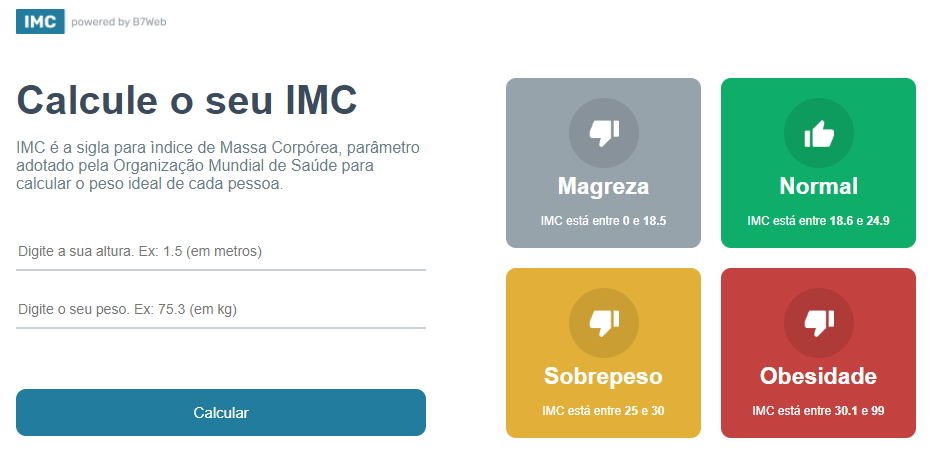 IMC powered by B7Web
Calcule o seu IMC
IMC é a sigla para ìndice de Massa Corpórea, parâmetro
adotado pela Organização Mundial de Saúde para
calcular o peso ideal de cada pessoa.
Digite a sua altura. Ex: 1.5 (em metros)
Digite o seu peso. Ex: 75.3 (em kg)
Calcular
Magreza
IMC está entre 0 e 18.5
Normal
IMC está entre 18.6 e 24.9
Sobrepeso
IMC está entre 25 e 30
Obesidade
IMC está entre 30.1 e 99